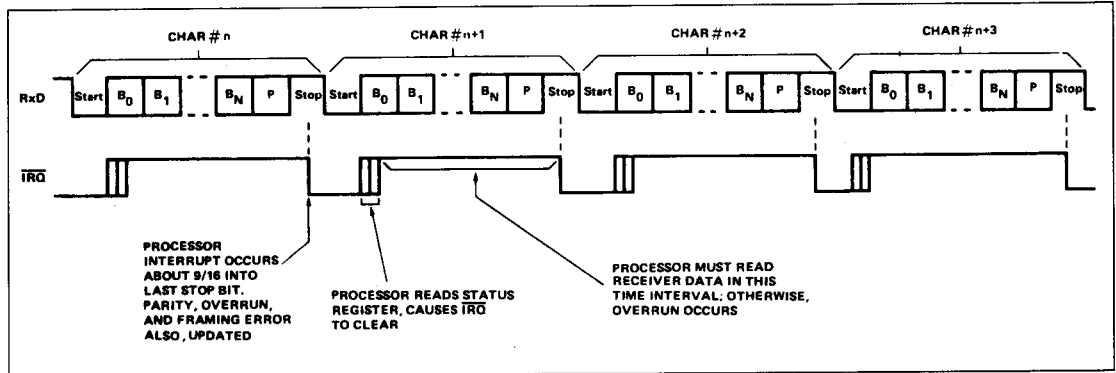 CHAR # n CHAR # n+1 CHAR # n+2 CHAR # n+3
RxD Start B0 B1 BN P Stop Start B0 B1 BN P Stop Start B0 B1 BN P Stop Start B0 B1 BN P Stop
IRQ
PROCESSOR
INTERRUPT OCCURS
ABOUT 9/16 INTO
LAST STOP BIT.
PARITY, OVERRUN,
AND FRAMING ERROR
ALSO, UPDATED
PROCESSOR READS STATUS
REGISTER, CAUSES IRQ
TO CLEAR
PROCESSOR MUST READ
RECEIVER DATA IN THIS
TIME INTERVAL; OTHERWISE,
OVERRUN OCCURS